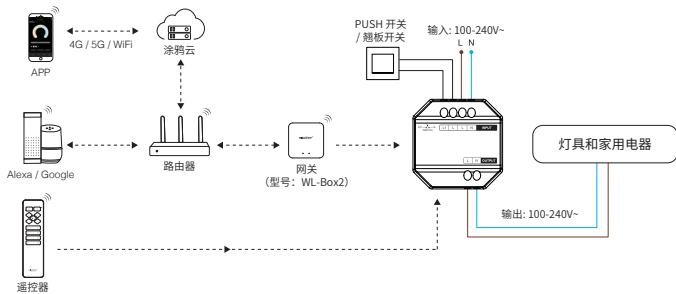 PUSH 开关
/ 翘板开关
输入: 100-240V~
L N
4G / 5G / WiFi
涂鸦云
APP
L L N INPUT
L N OUTPUT
灯具和家用电器
Alexa / Google
路由器
网关
（型号：WL-Box2）
输出: 100-240V~
遥控器